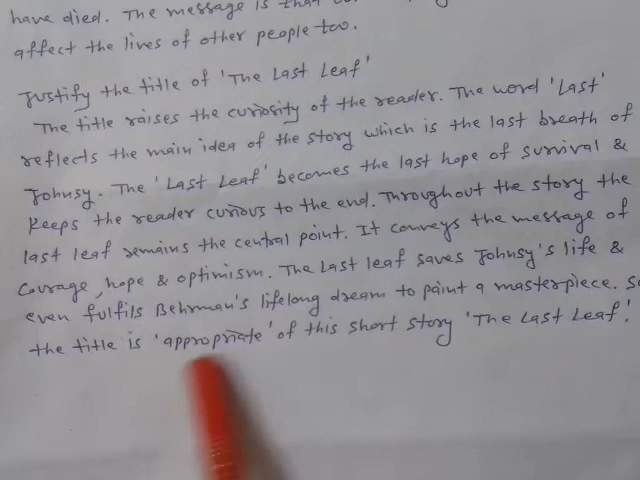 have died. The message is that
affect the lives of other people too.
Justify the title of 'The Last Leaf'
The title raises the curiosity of the reader. The word 'Last'
reflects the main idea of the story which is the last breath of
Johnsy. The 'Last Leaf' becomes the last hope of survival &
keeps the reader curious to the end. Throughout the story the
last leaf remains the central point. It conveys the message of
Courage, hope & optimism. The last leaf saves Johnsy's life &
even fulfils Behrman's lifelong dream to paint a masterpiece. So
the title is 'appropriate' of this short story 'The Last Leaf'.